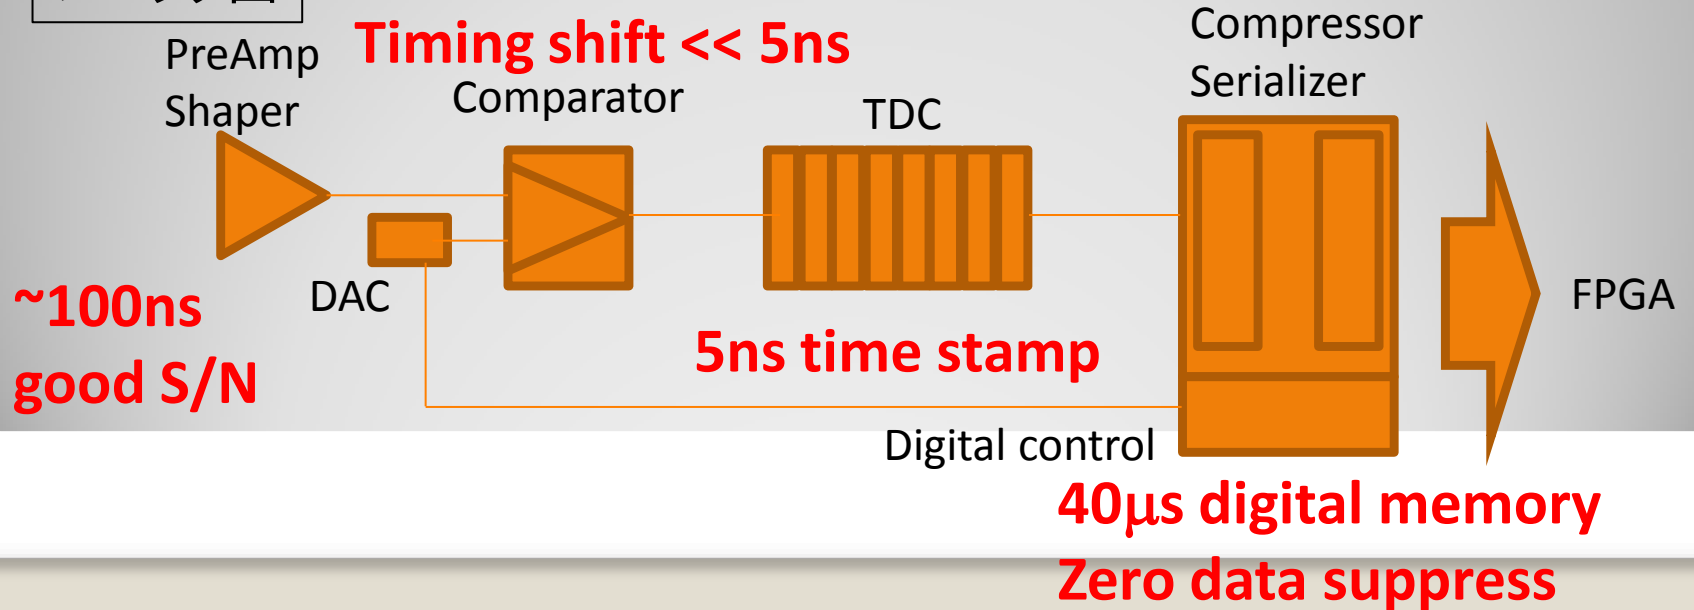 Timing shift << 5ns
PreAmp
Shaper
Comparator
TDC
Compressor
Serializer
DAC
~100ns
good S/N
5ns time stamp
FPGA
Digital control
40μs digital memory
Zero data suppress